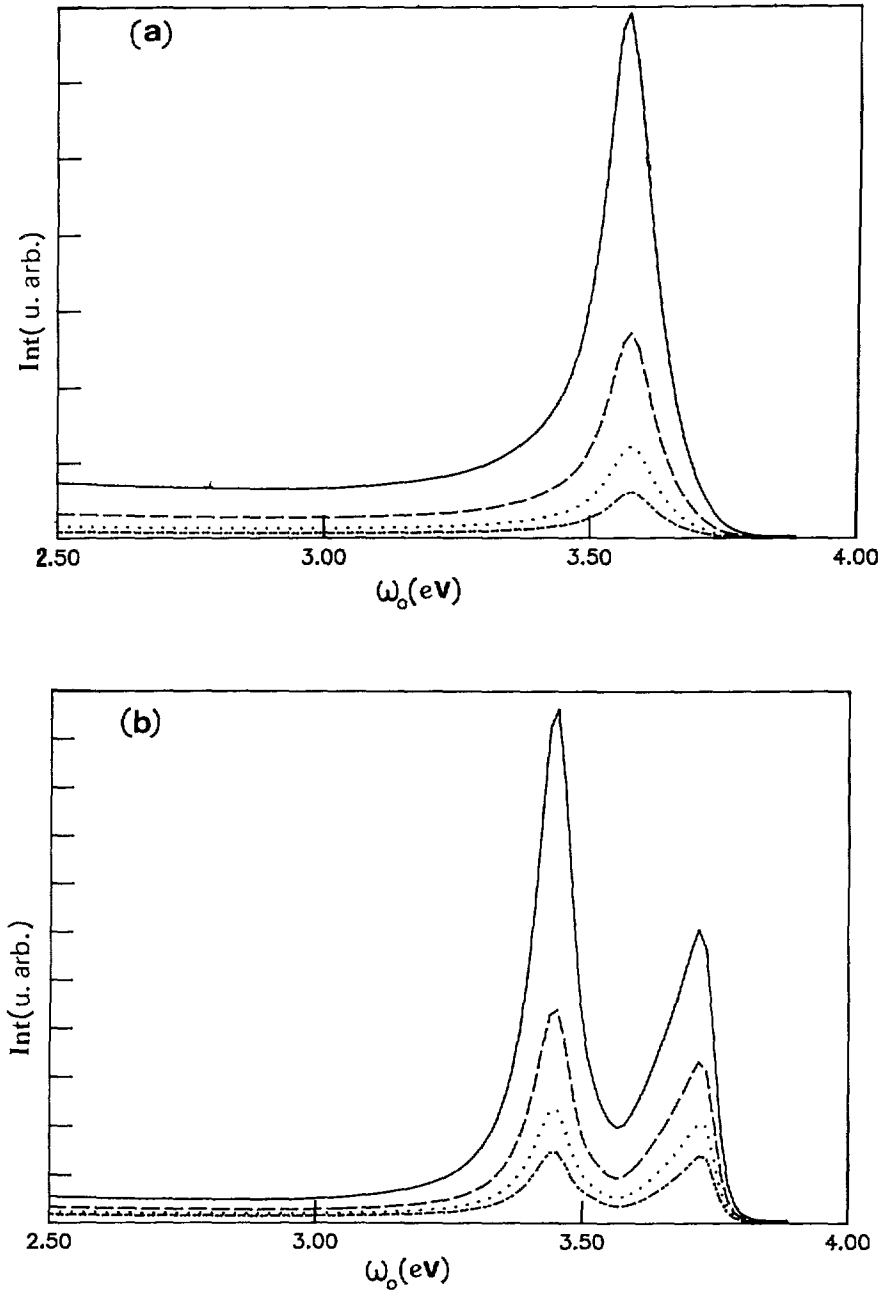 (a)
Int( u. arb.)
2.50 3.00 3.50 4.00
ω₀(eV)
(b)
Int(u. arb.)
2.50 3.00 3.50 4.00
ω₀(eV)